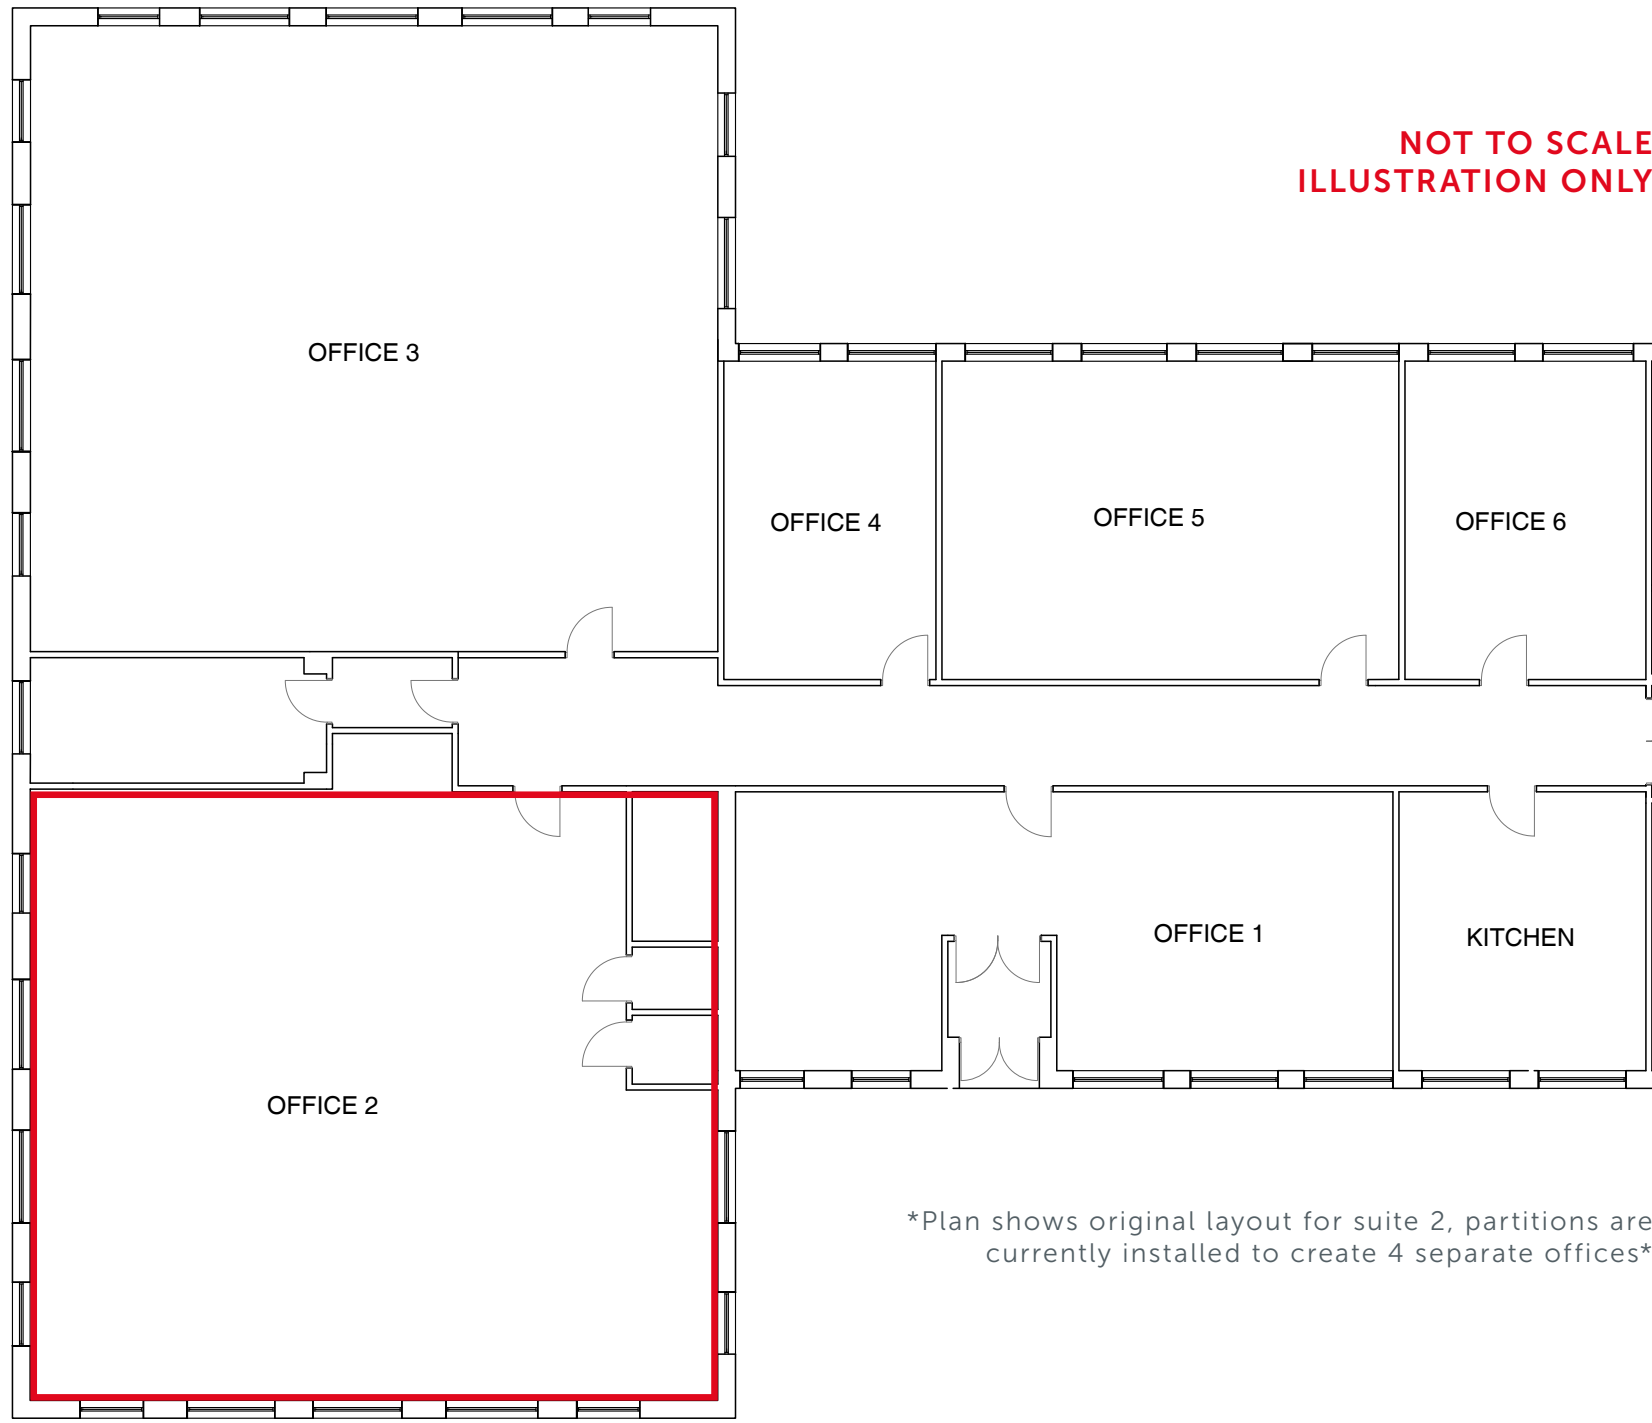 NOT TO SCALE
ILLUSTRATION ONLY
OFFICE 3
OFFICE 4
OFFICE 5
OFFICE 6
OFFICE 1
KITCHEN
OFFICE 2
*Plan shows original layout for suite 2, partitions are
currently installed to create 4 separate offices*